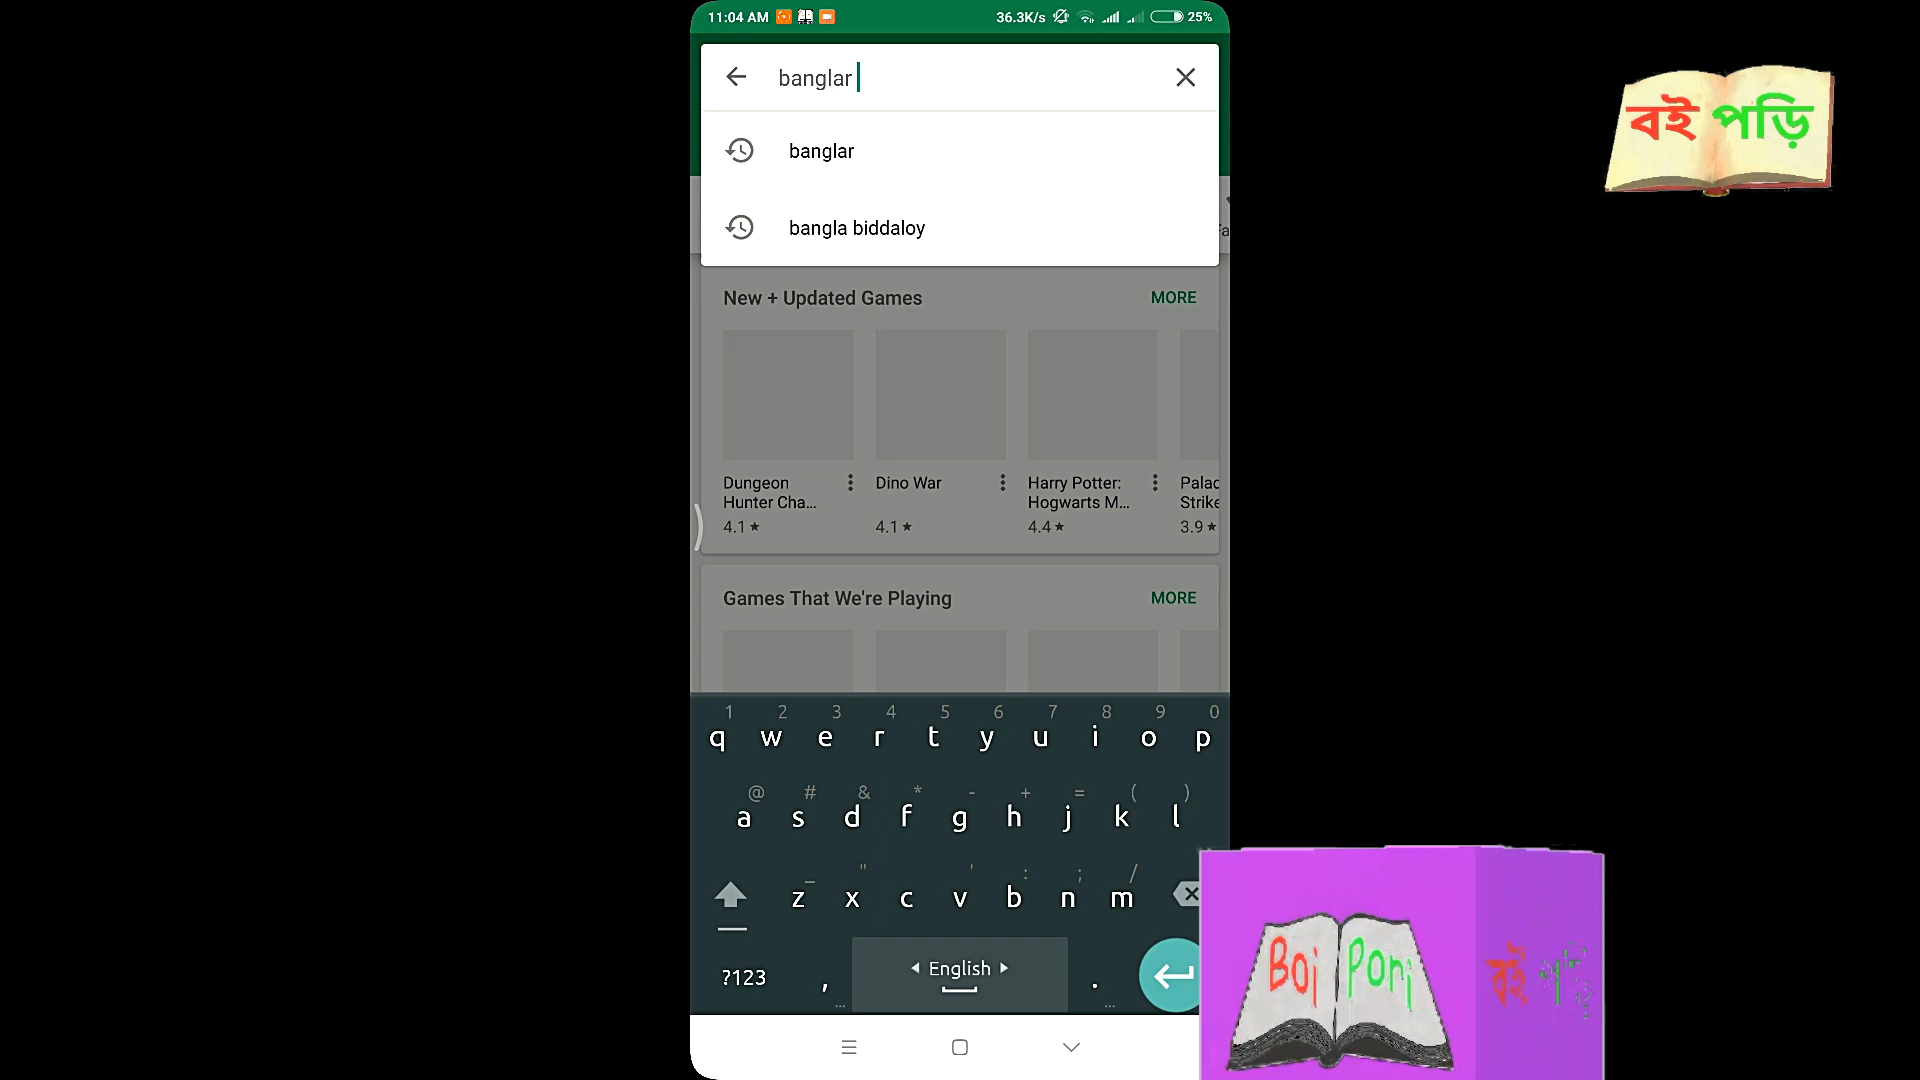 11:04 AM 36.3K/s 25%
banglar
banglar
bangla biddaloy
New + Updated Games MORE
Dungeon Hunter Cha... 4.1
Dino War 4.1
Harry Potter: Hogwarts M... 4.4
Palac Strike 3.9
Games That We're Playing MORE
1 2 3 4 5 6 7 8 9 0
q w e r t y u i o p
@ # & * - + = ( )
a s d f g h j k l
_ " ' : ; /
z x c v b n m
?123 , English .
বই পড়ি
Boi Pori
বই